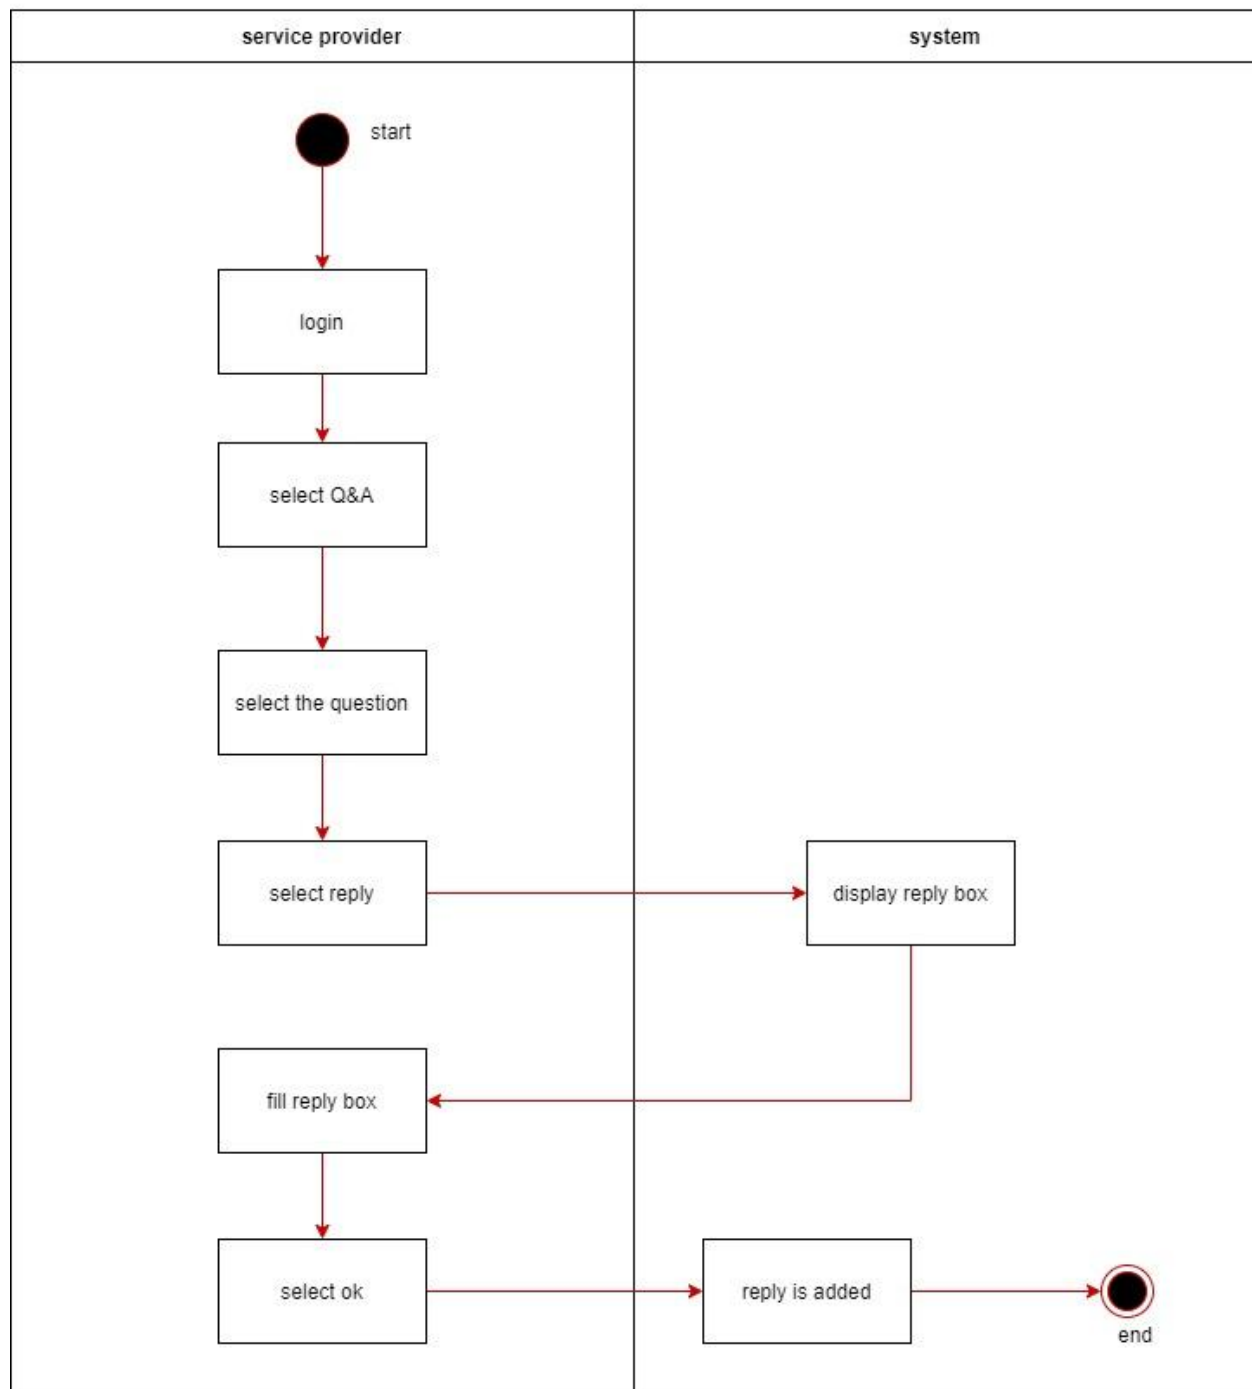 service provider
system
start
login
select Q&A
select the question
select reply
display reply box
fill reply box
select ok
reply is added
end